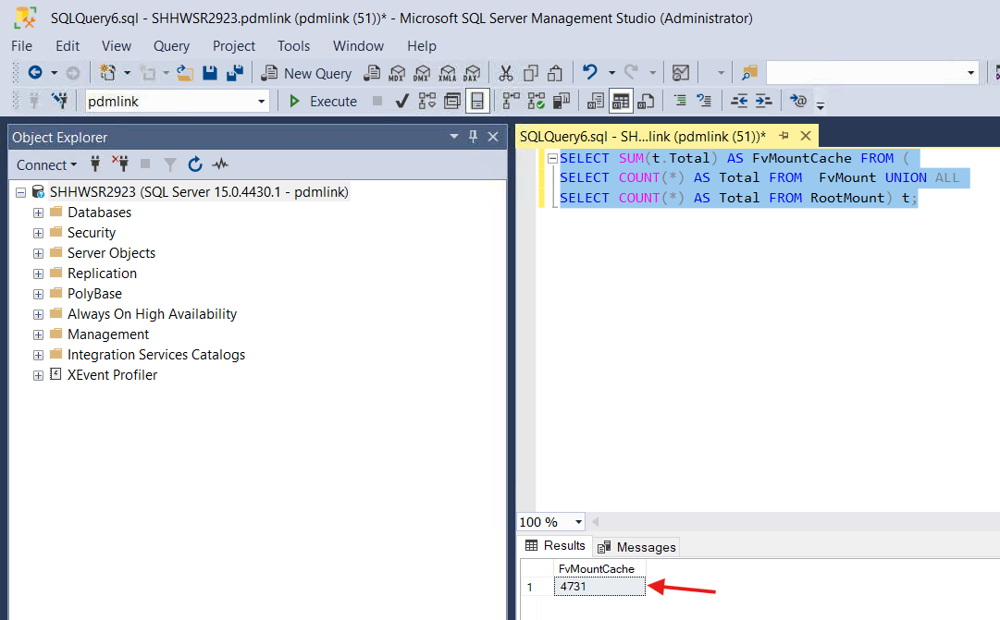 SQLQuery6.sql - SHHWSR2923.pdmlink (pdmlink (51))* - Microsoft SQL Server Management Studio (Administrator)
File Edit View Query Project Tools Window Help
New Query MDX DMX XMLA DAX
pdmlink Execute
Object Explorer
Connect
SHHWSR2923 (SQL Server 15.0.4430.1 - pdmlink)
Databases
Security
Server Objects
Replication
PolyBase
Always On High Availability
Management
Integration Services Catalogs
XEvent Profiler
SQLQuery6.sql - SH...link (pdmlink (51))*
SELECT SUM(t.Total) AS FvMountCache FROM (
SELECT COUNT(*) AS Total FROM FvMount UNION ALL
SELECT COUNT(*) AS Total FROM RootMount) t;
100 %
Results Messages
FvMountCache
1 4731